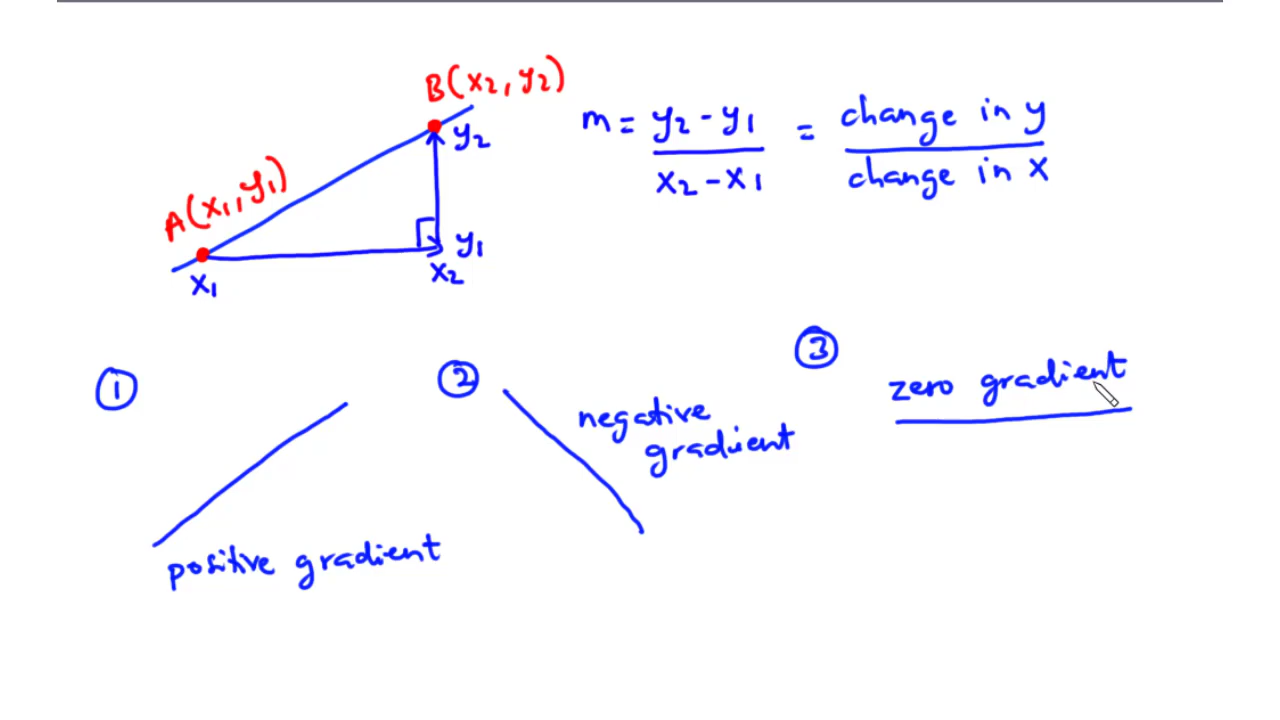 B(x2, y2)
A(x1, y1)
y2
y1
x1
x2
m = y2 - y1 / x2 - x1 = change in y / change in x
1
positive gradient
2
negative
gradient
3
zero gradient